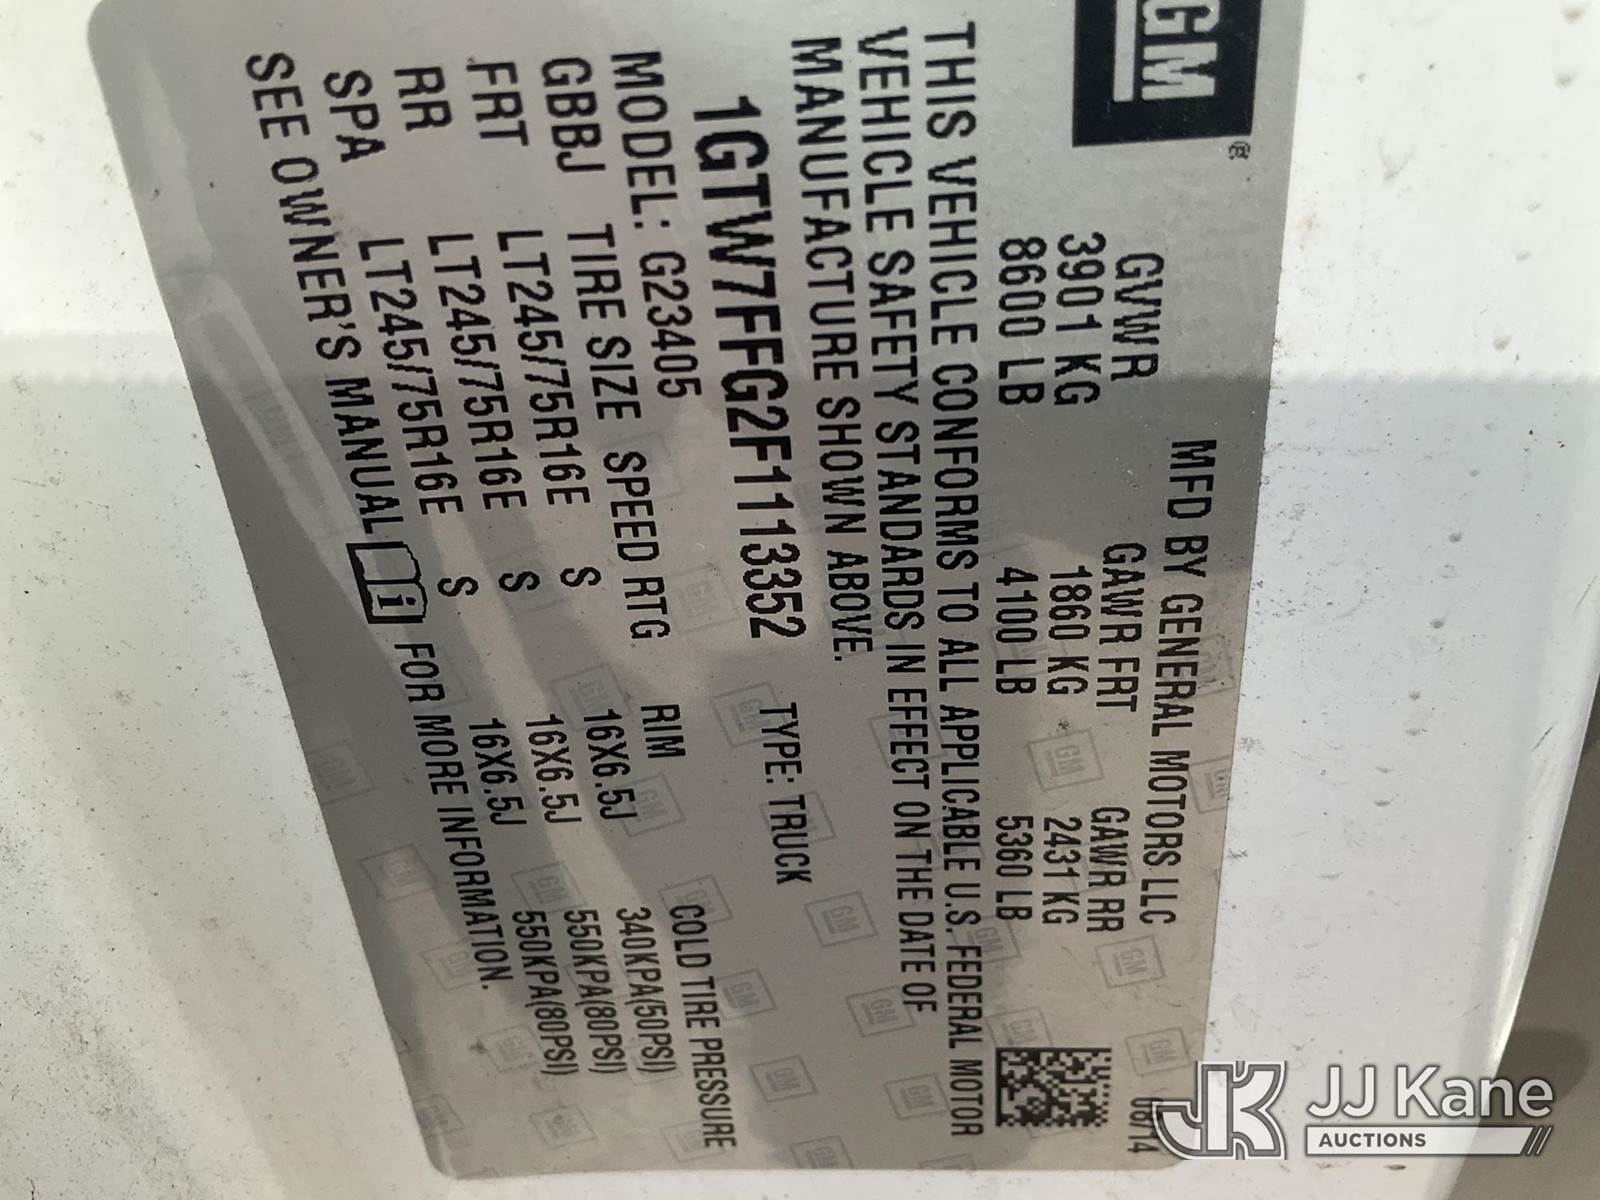 GM®
MFD BY GENERAL MOTORS LLC 08/14
GVWR GAWR FRT GAWR RR
3901 KG 1860 KG 2431 KG
8600 LB 4100 LB 5360 LB
THIS VEHICLE CONFORMS TO ALL APPLICABLE U.S. FEDERAL MOTOR
VEHICLE SAFETY STANDARDS IN EFFECT ON THE DATE OF
MANUFACTURE SHOWN ABOVE.
1GTW7FFG2F1113352 TYPE: TRUCK
MODEL: G23405
GBBJ TIRE SIZE SPEED RTG RIM COLD TIRE PRESSURE
FRT LT245/75R16E S 16X6.5J 340KPA(50PSI)
RR LT245/75R16E S 16X6.5J 550KPA(80PSI)
SPA LT245/75R16E S 16X6.5J 550KPA(80PSI)
SEE OWNER'S MANUAL i FOR MORE INFORMATION.
JK JJ Kane
AUCTIONS